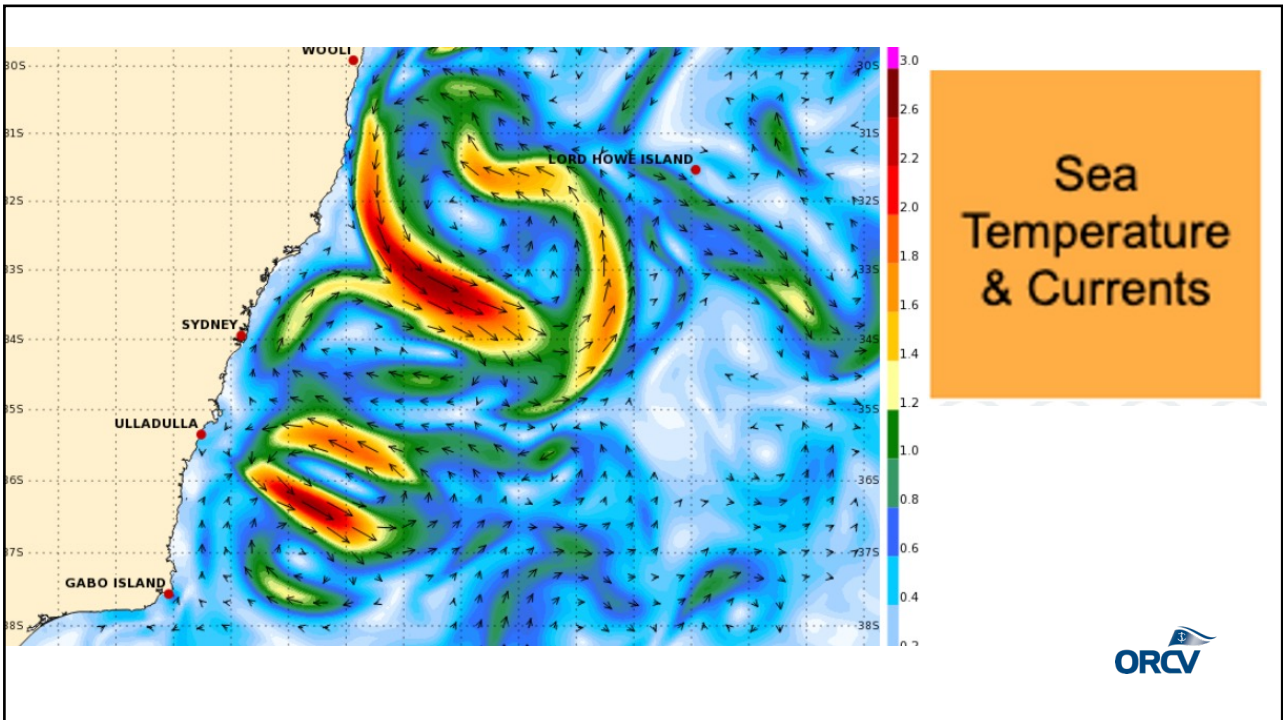 WOOLI
30S
30S
3.0
2.6
31S
31S
2.2
LORD HOWE ISLAND
32S
32S
2.0
1.8
33S
33S
1.6
SYDNEY
34S
34S
1.4
1.2
35S
35S
ULLADULLA
1.0
36S
36S
0.8
0.6
37S
37S
GABO ISLAND
0.4
38S
38S
0.2
Sea
Temperature
& Currents
ORCV